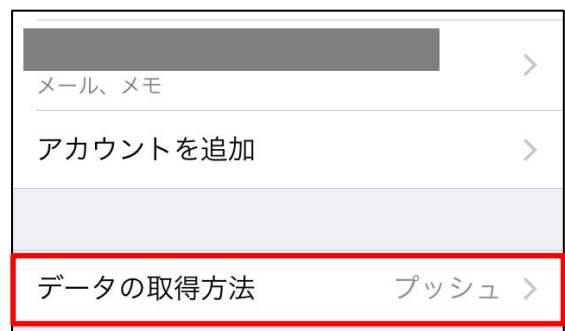 メール、メモ
アカウントを追加
データの取得方法 プッシュ